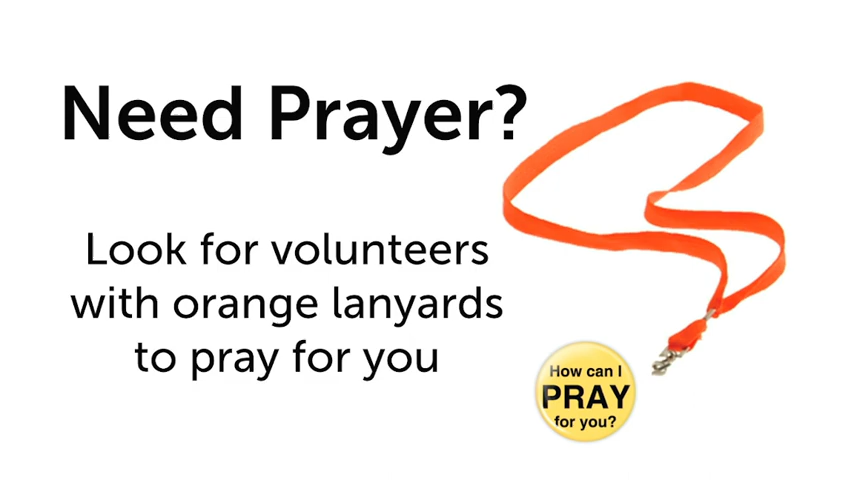 Need Prayer?
Look for volunteers
with orange lanyards
to pray for you
How can I
PRAY
for you?